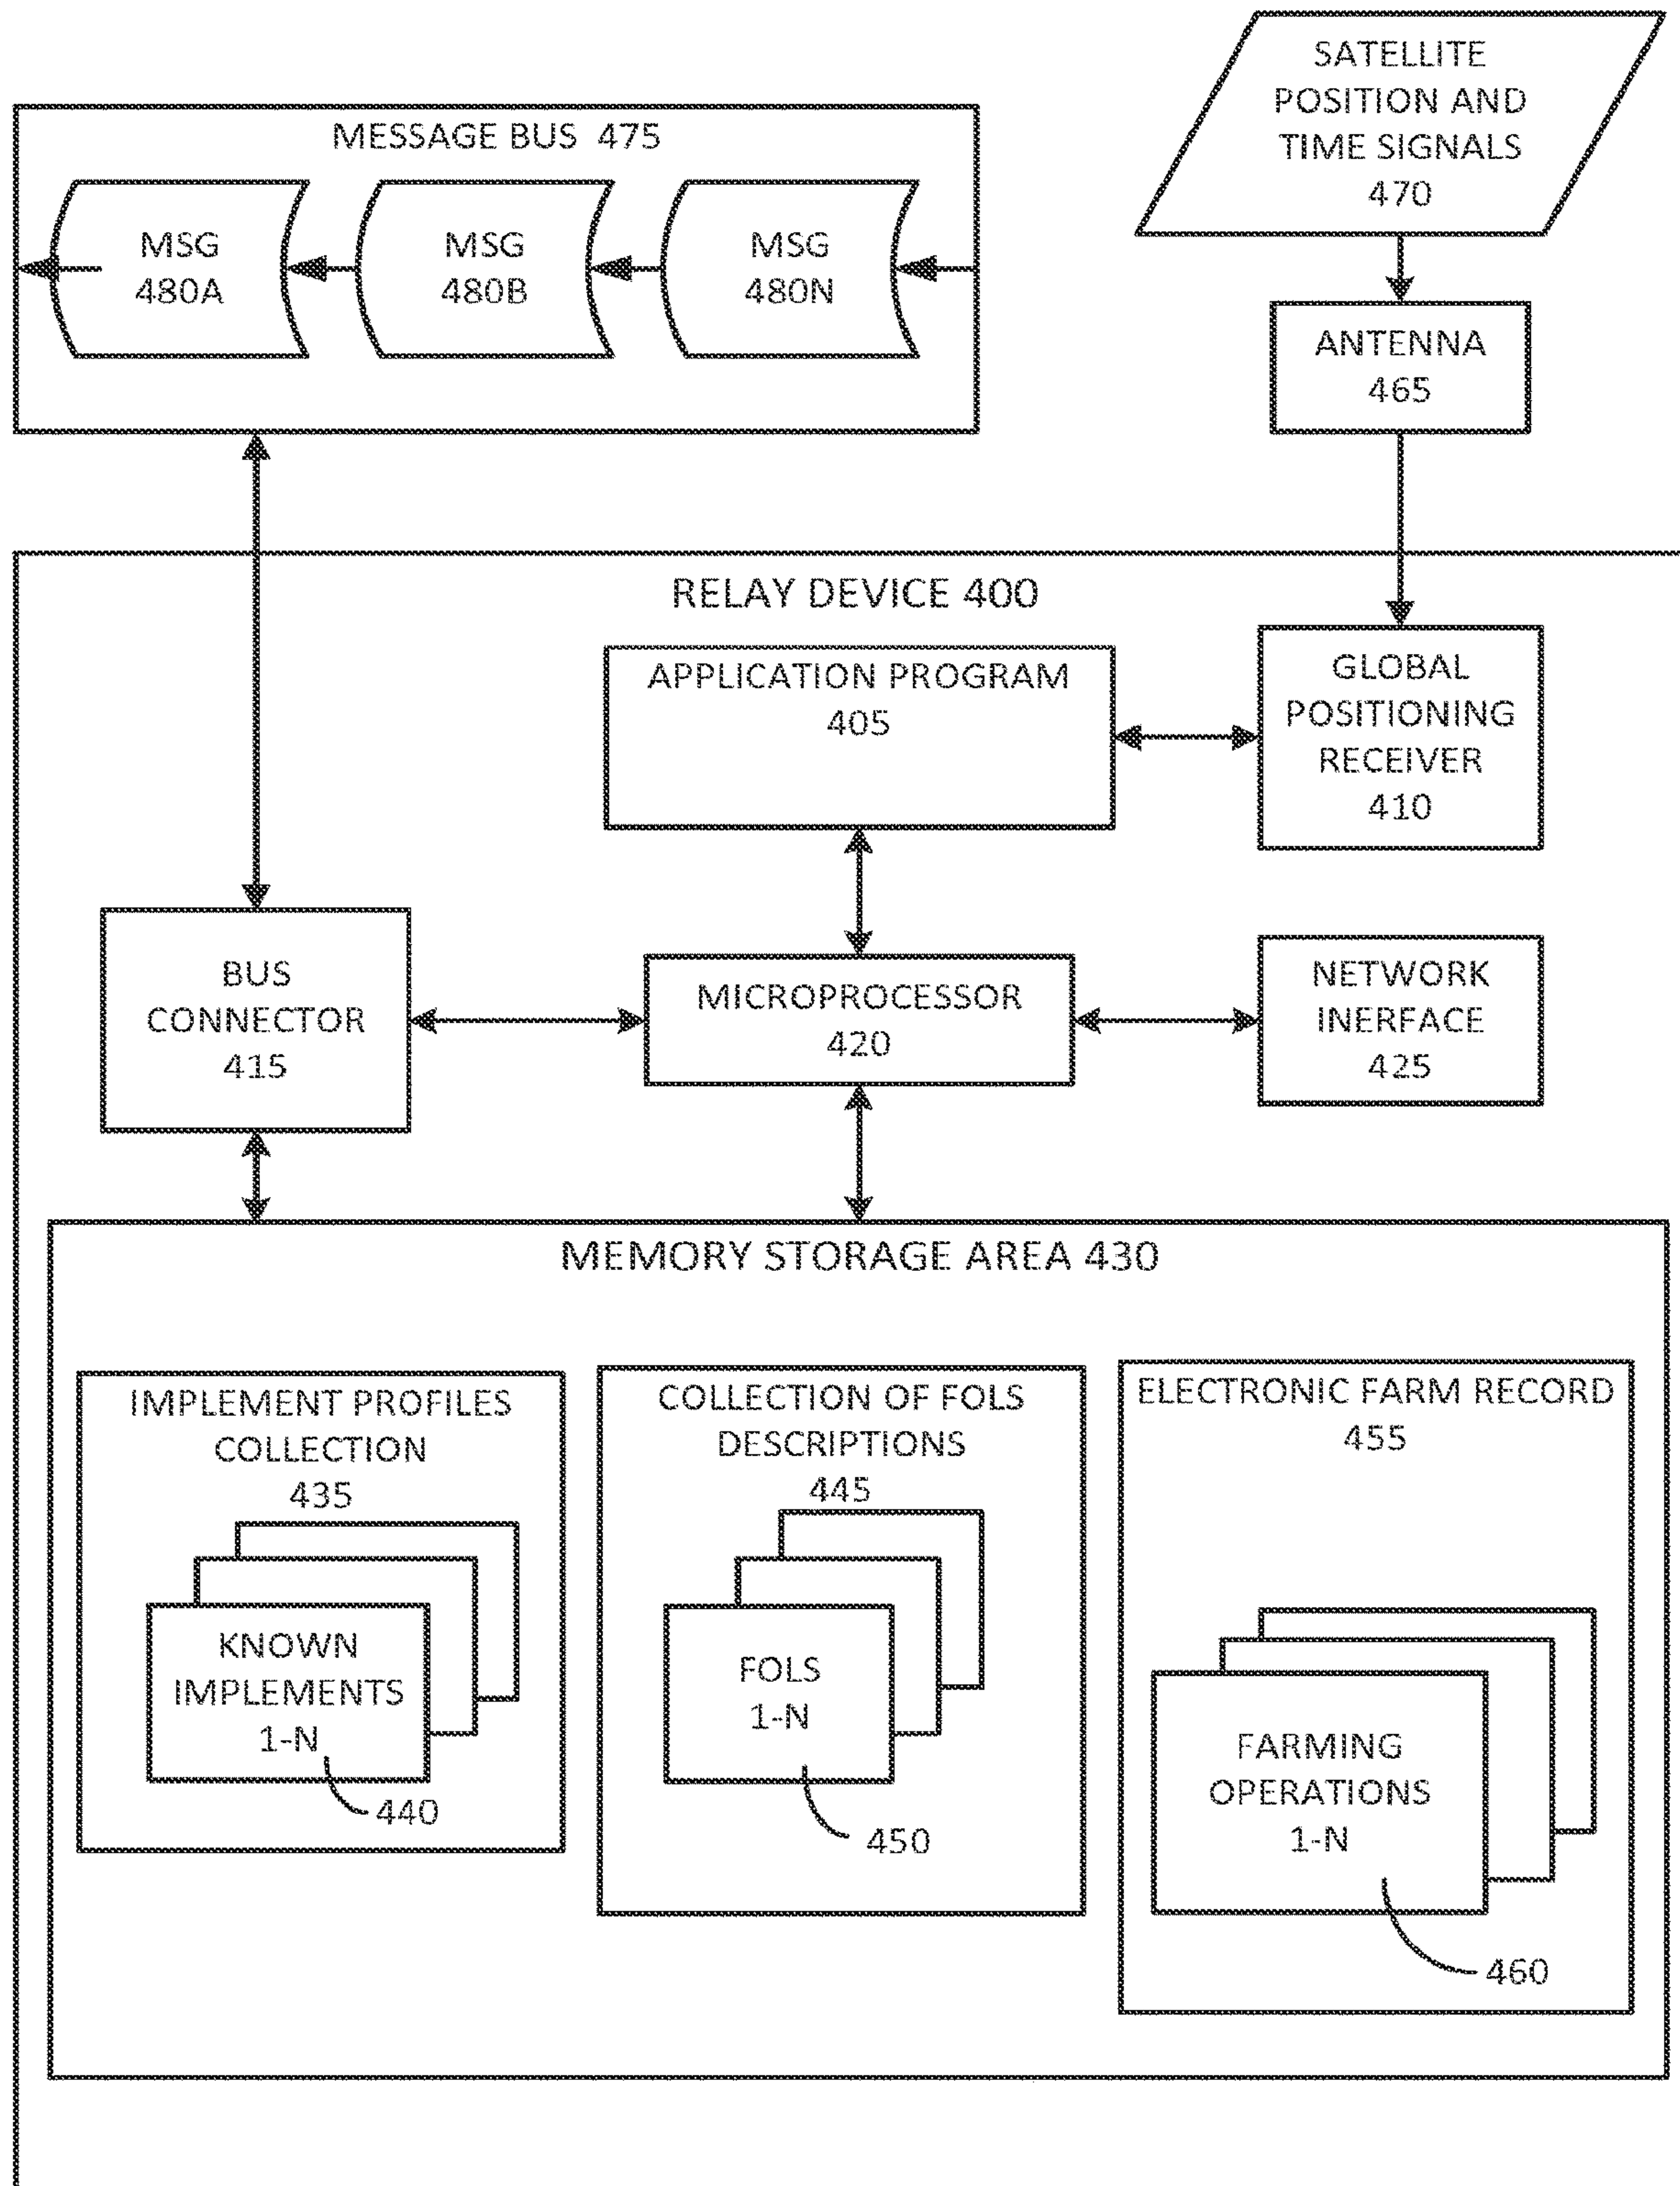 SATELLITE
POSITION AND
TIME SIGNALS
470
MESSAGE BUS 475
MSG
480A
MSG
480B
MSG
480N
ANTENNA
465
RELAY DEVICE 400
APPLICATION PROGRAM
405
GLOBAL
POSITIONING
RECEIVER
410
BUS
CONNECTOR
415
MICROPROCESSOR
420
NETWORK
INERFACE
425
MEMORY STORAGE AREA 430
IMPLEMENT PROFILES
COLLECTION
435
KNOWN
IMPLEMENTS
1-N
440
COLLECTION OF FOLS
DESCRIPTIONS
445
FOLS
1-N
450
ELECTRONIC FARM RECORD
455
FARMING
OPERATIONS
1-N
460